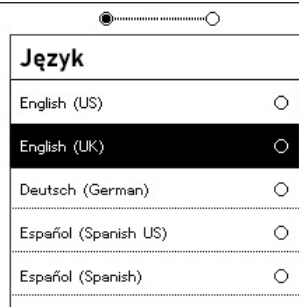 Język
English (US)
English (UK)
Deutsch (German)
Español (Spanish US)
Español (Spanish)